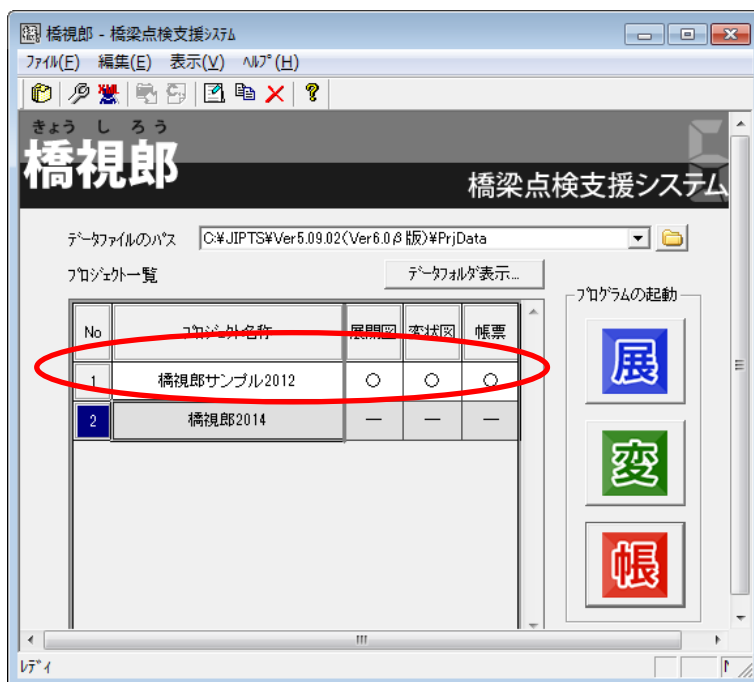 橋視郎 - 橋梁点検支援ｼｽﾃﾑ
ﾌｧｲﾙ(F) 編集(E) 表示(V) ﾍﾙﾌﾟ(H)
きょう し ろう
橋視郎
橋梁点検支援システム
ﾃﾞｰﾀﾌｧｲﾙのﾊﾟｽ C:¥JIPTS¥Ver5.09.02(Ver6.0β版)¥PrjData
ﾌﾟﾛｼﾞｪｸﾄ一覧 ﾃﾞｰﾀﾌｫﾙﾀﾞ表示...
No ﾌﾟﾛｼﾞｪｸﾄ名称 展開図 変状図 帳票
1 橋視郎サンプル2012 ○ ○ ○
2 橋視郎2014 — — —
ﾌﾟﾛｸﾞﾗﾑの起動
展
変
帳
ﾚﾃﾞｨ